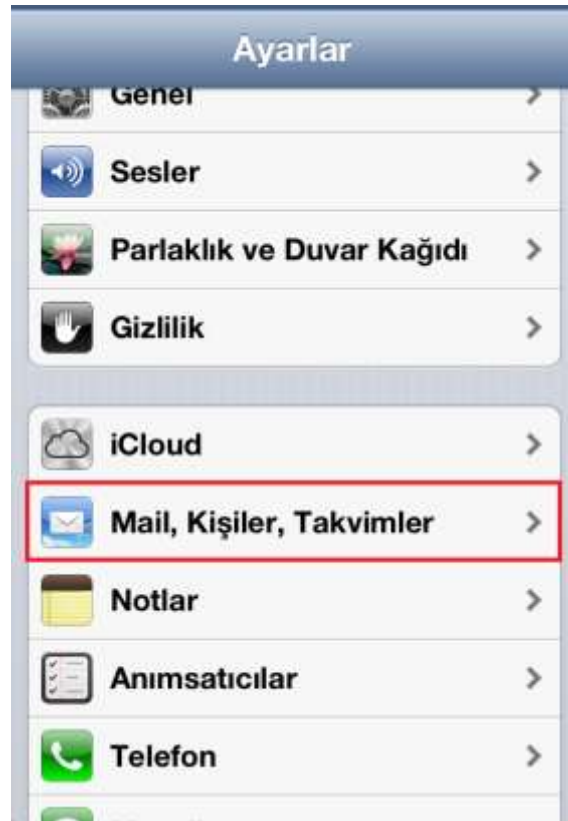 Ayarlar
Genel
Sesler
Parlaklık ve Duvar Kağıdı
Gizlilik
iCloud
Mail, Kişiler, Takvimler
Notlar
Anımsatıcılar
Telefon